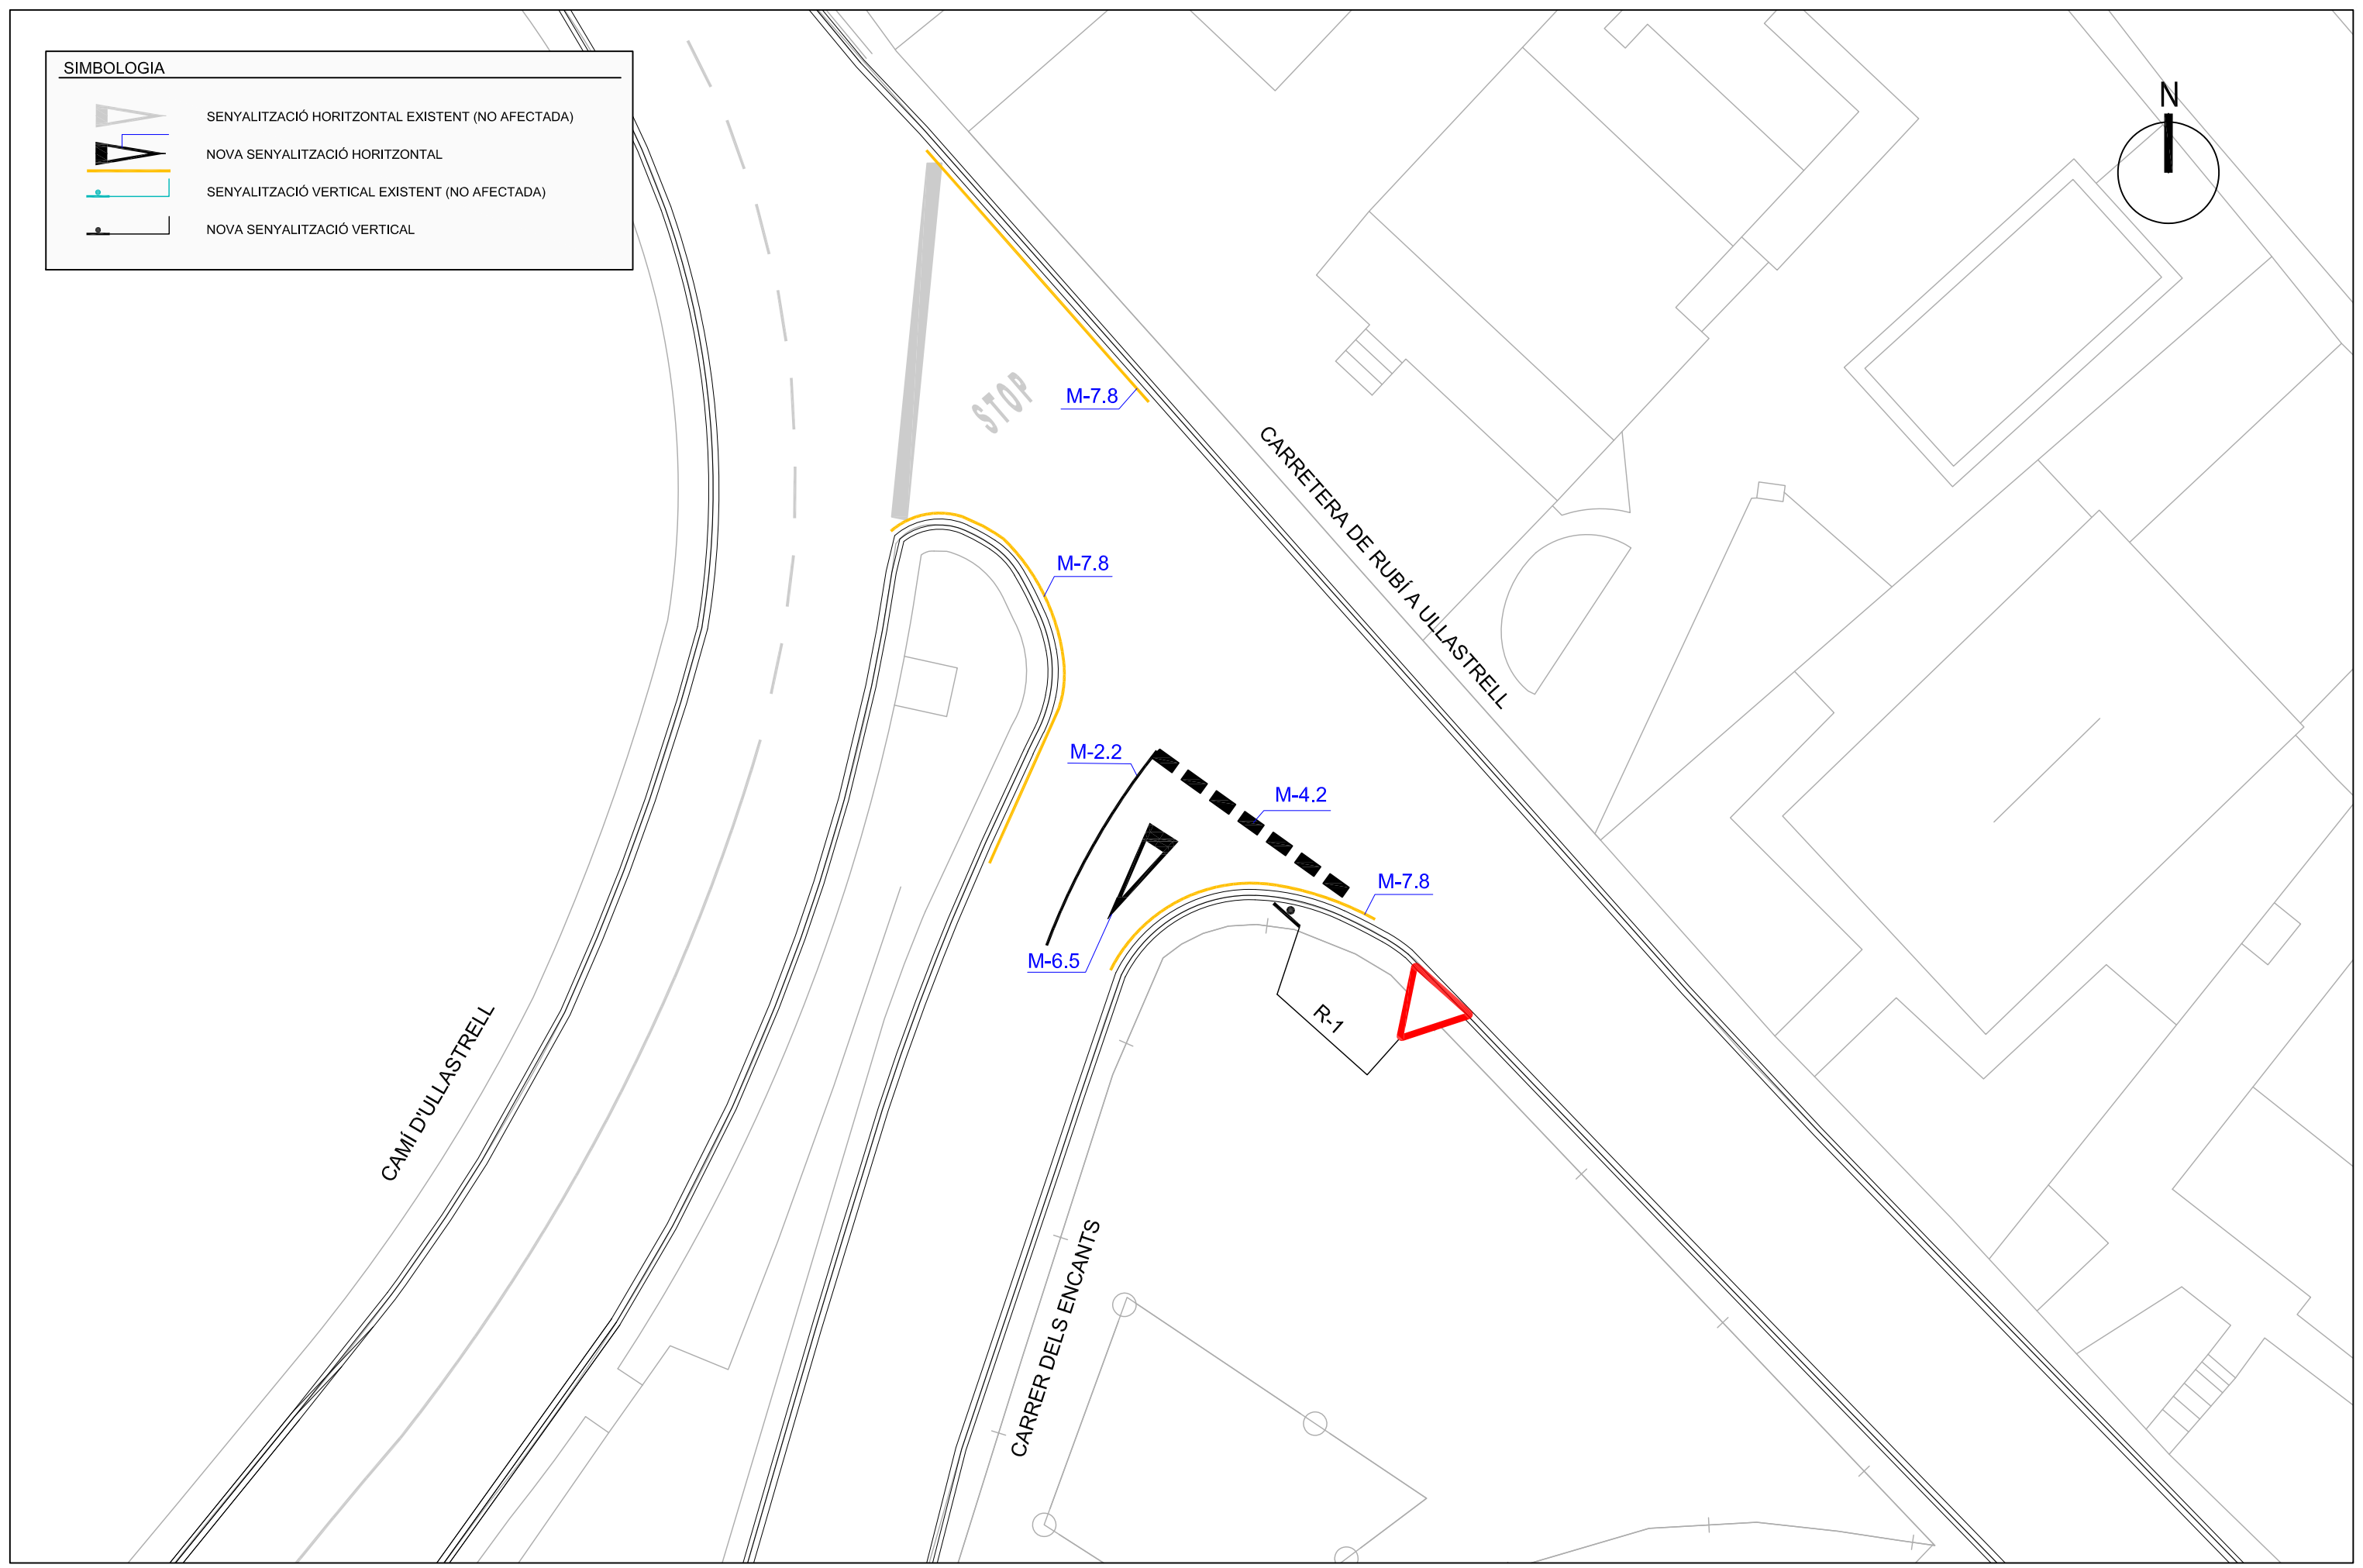 SIMBOLOGIA
SENYALITZACIÓ HORITZONTAL EXISTENT (NO AFECTADA)
NOVA SENYALITZACIÓ HORITZONTAL
SENYALITZACIÓ VERTICAL EXISTENT (NO AFECTADA)
NOVA SENYALITZACIÓ VERTICAL
N
STOP
M-7.8
CARRETERA DE RUBÍ A ULLASTRELL
M-7.8
M-2.2
M-4.2
M-7.8
M-6.5
R-1
CAMÍ D'ULLASTRELL
CARRER DELS ENCANTS